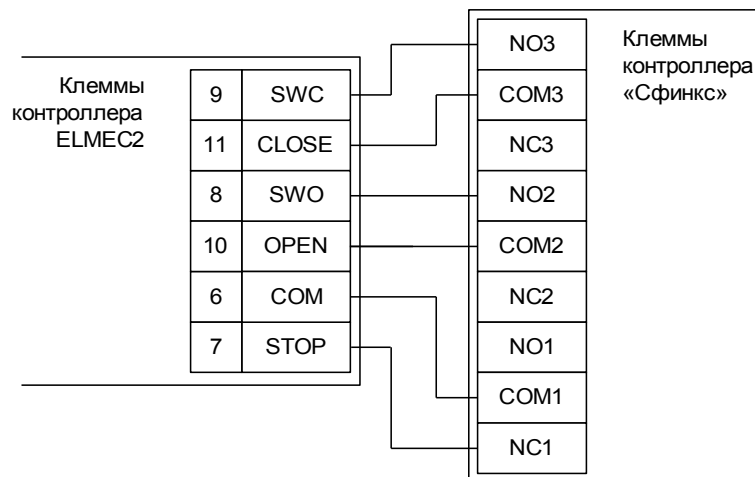 Клеммы
контроллера
ELMEC2
9 SWC
11 CLOSE
8 SWO
10 OPEN
6 COM
7 STOP
NO3
COM3
NC3
NO2
COM2
NC2
NO1
COM1
NC1
Клеммы
контроллера
«Сфинкс»